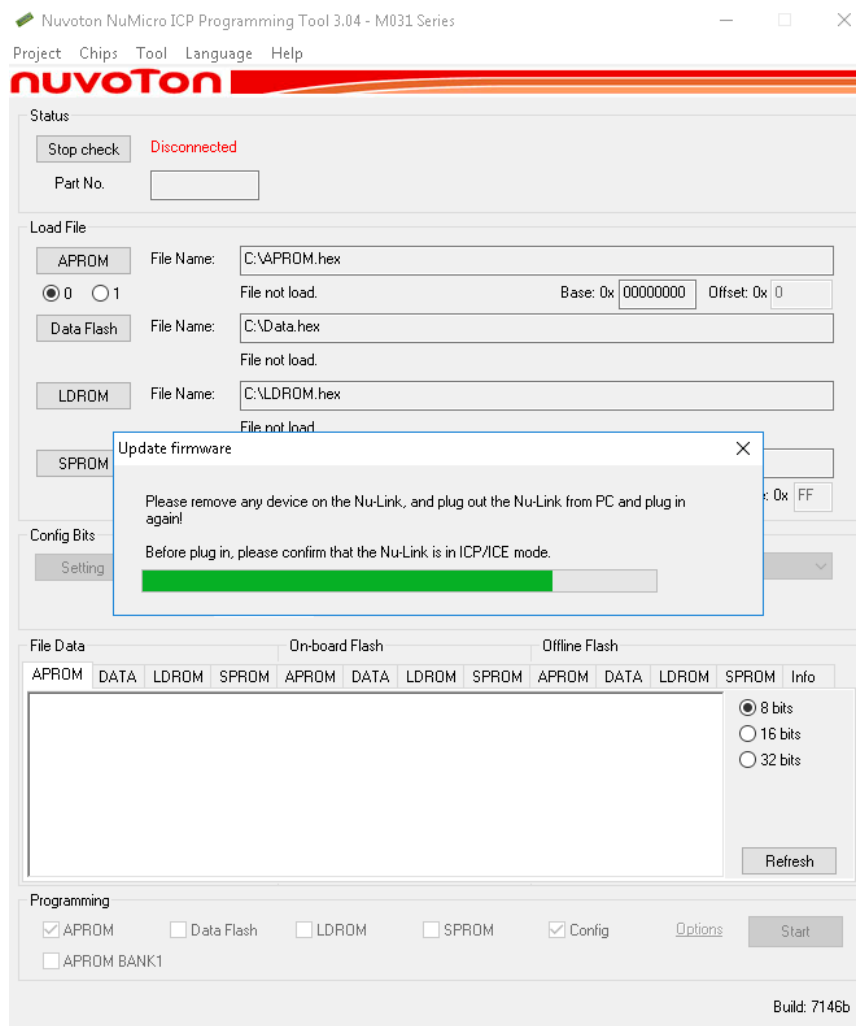 Nuvoton NuMicro ICP Programming Tool 3.04 - M031 Series
Project Chips Tool Language Help
nuvoTon
Status
Stop check Disconnected
Part No.
Load File
APROM File Name: C:\APROM.hex
0 1 File not load. Base: 0x 00000000 Offset: 0x 0
Data Flash File Name: C:\Data.hex
File not load.
LDROM File Name: C:\LDROM.hex
File not load.
Update firmware
SPROM
Please remove any device on the Nu-Link, and plug out the Nu-Link from PC and plug in
again!
: 0x FF
Config Bits
Before plug in, please confirm that the Nu-Link is in ICP/ICE mode.
Setting
File Data On-board Flash Offline Flash
APROM DATA LDROM SPROM APROM DATA LDROM SPROM APROM DATA LDROM SPROM Info
8 bits
16 bits
32 bits
Refresh
Programming
APROM Data Flash LDROM SPROM Config Options Start
APROM BANK1
Build: 7146b